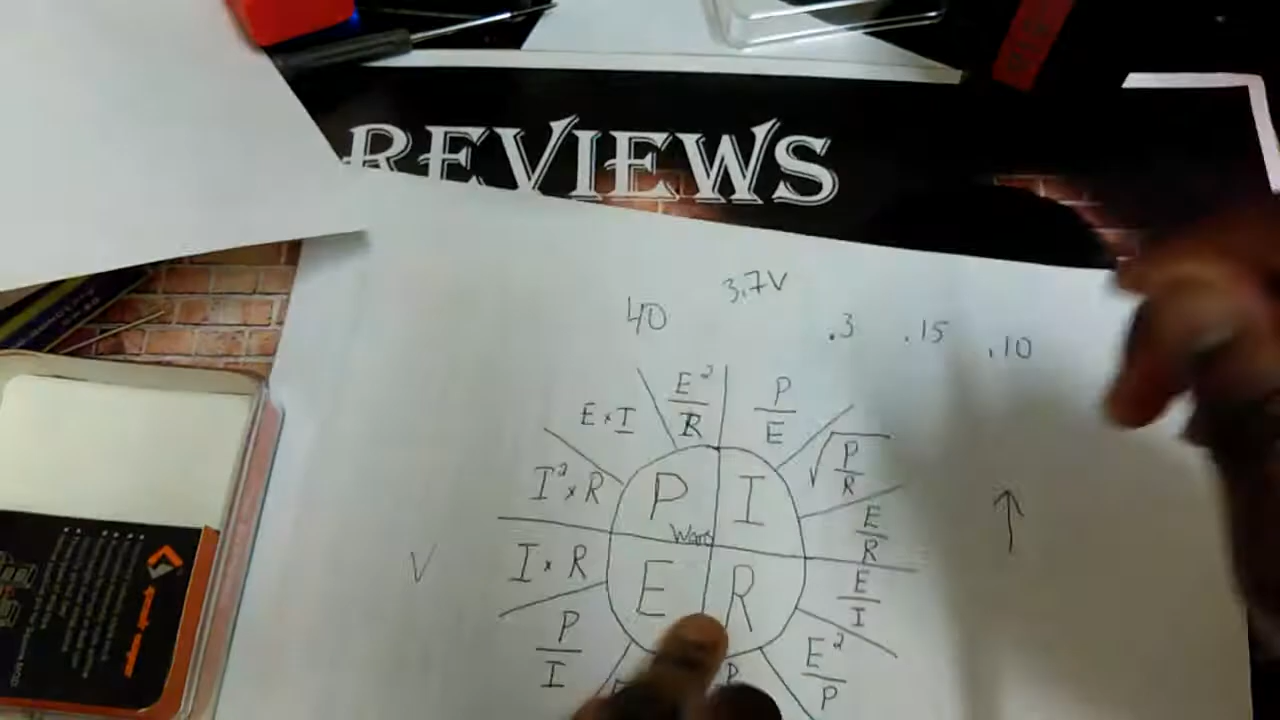 REVIEWS
3.7V
40
.3 .15 .10
E²/R
P/E
E×I
√P/R
I²×R
P
I
Watts
E/R
I×R
E
R
E/I
V
↑
P/I
E²/P